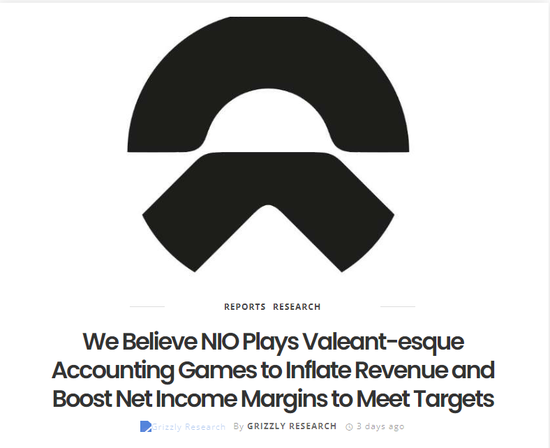 REPORTS RESEARCH
We Believe NIO Plays Valeant-esque
Accounting Games to Inflate Revenue and
Boost Net Income Margins to Meet Targets
Grizzly Research By GRIZZLY RESEARCH 3 days ago